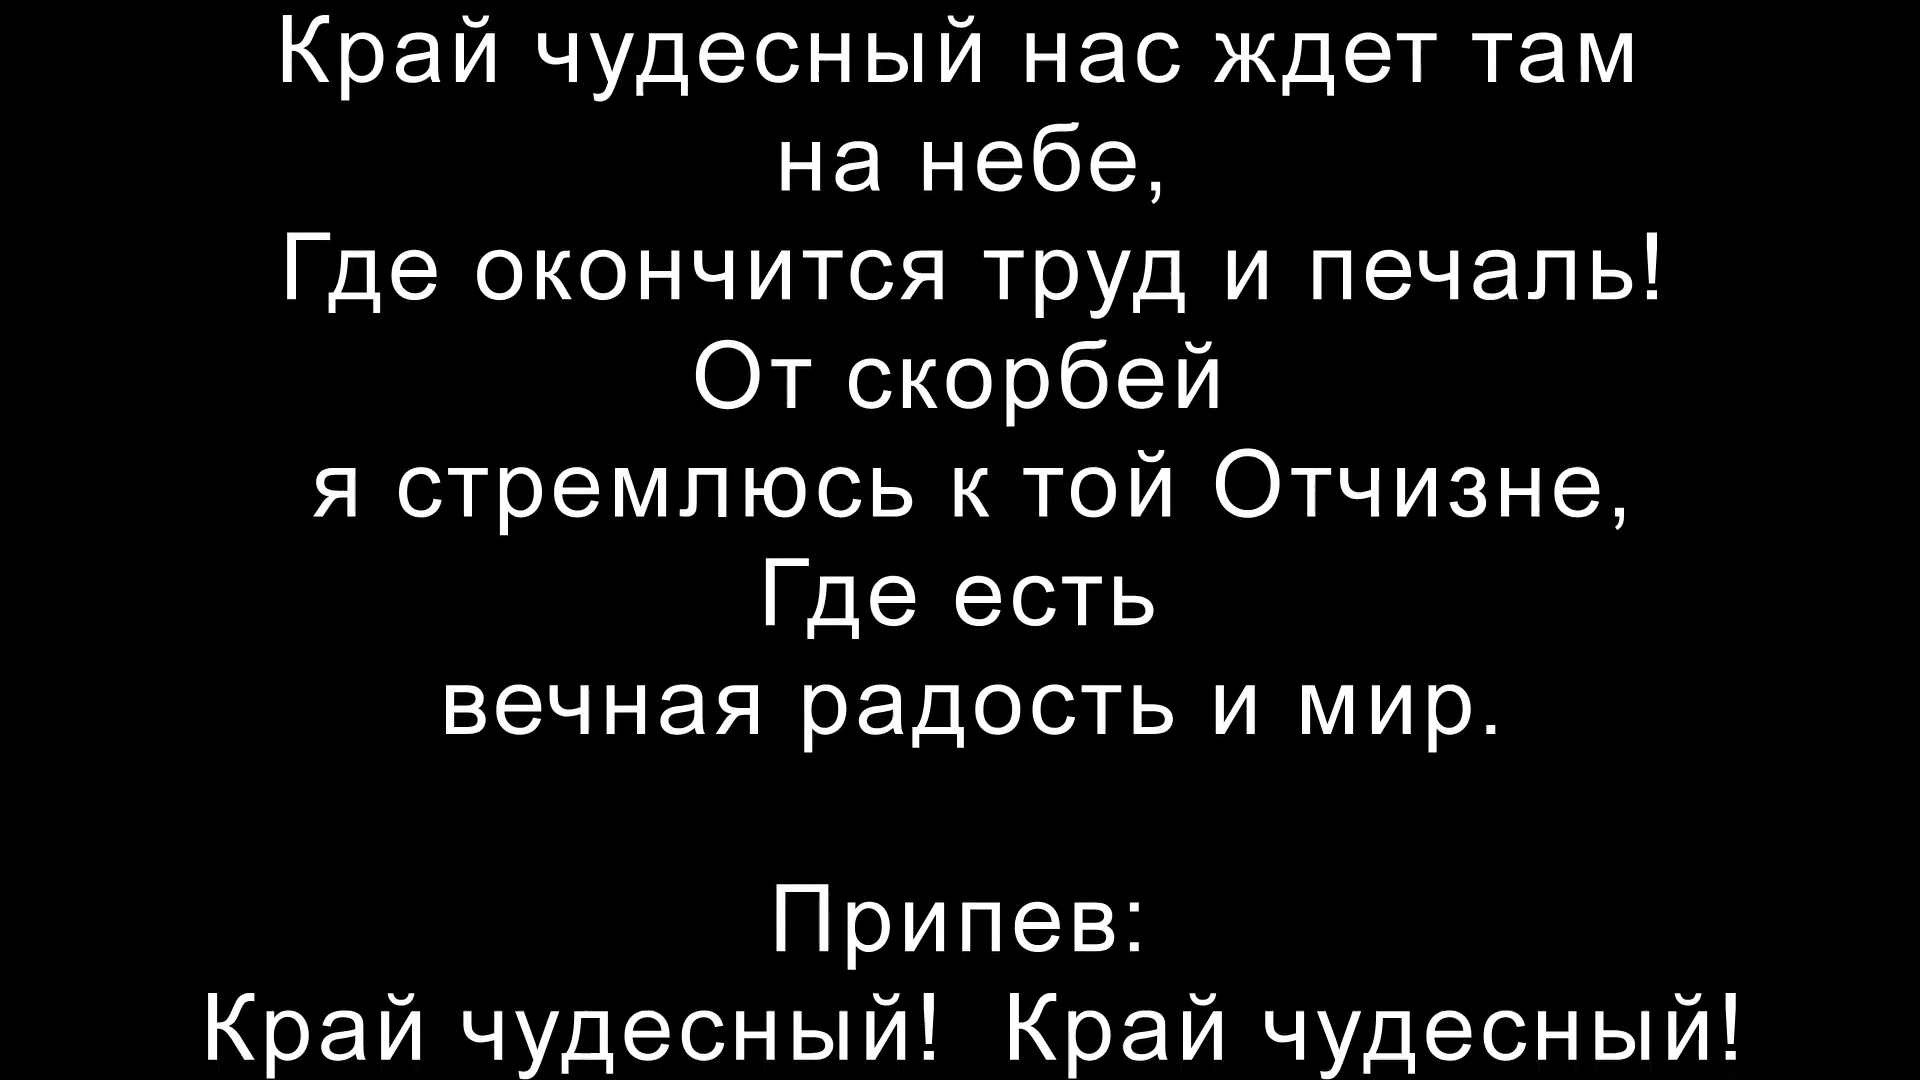 Край чудесный нас ждет там
на небе,
Где окончится труд и печаль!
От скорбей
я стремлюсь к той Отчизне,
Где есть
вечная радость и мир.
Припев:
Край чудесный! Край чудесный!